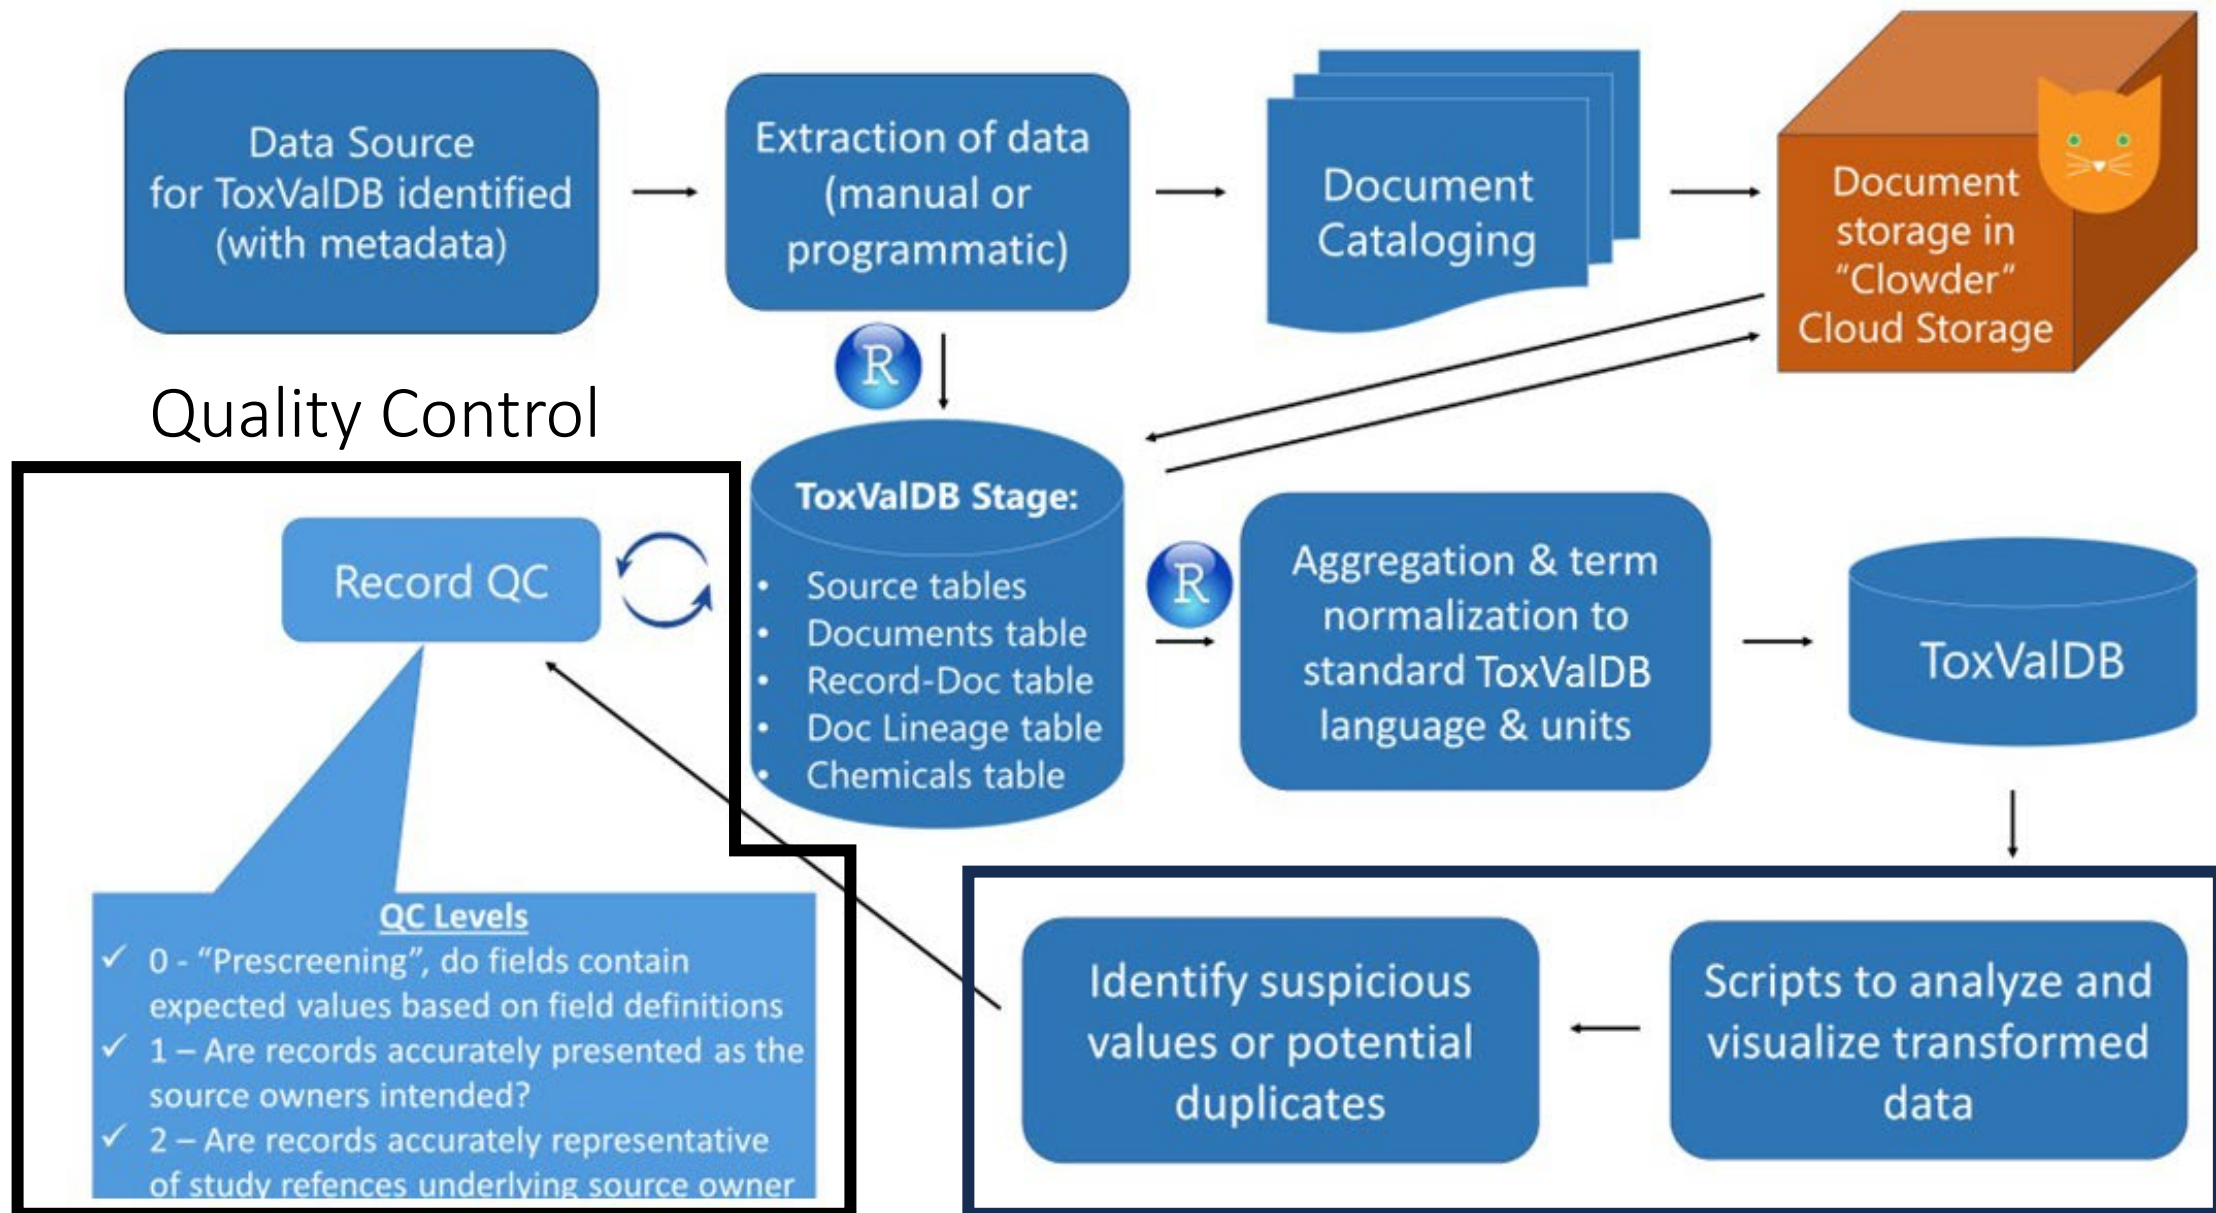 Data Source
for ToxValDB identified
(with metadata)
Extraction of data
(manual or
programmatic)
Document
Cataloging
Document
storage in
“Clowder”
Cloud Storage
R
Quality Control
Record QC
ToxValDB Stage:
• Source tables
• Documents table
• Record-Doc table
• Doc Lineage table
• Chemicals table
R
Aggregation & term
normalization to
standard ToxValDB
language & units
ToxValDB
QC Levels
✓ 0 - “Prescreening”, do fields contain
expected values based on field definitions
✓ 1 – Are records accurately presented as the
source owners intended?
✓ 2 – Are records accurately representative
of study refences underlying source owner
Identify suspicious
values or potential
duplicates
Scripts to analyze and
visualize transformed
data